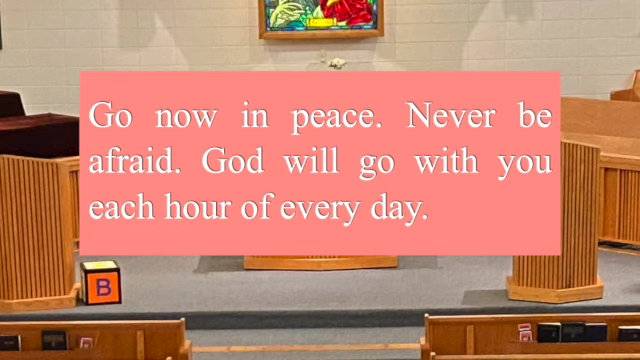 Go now in peace. Never be
afraid. God will go with you
each hour of every day.
B